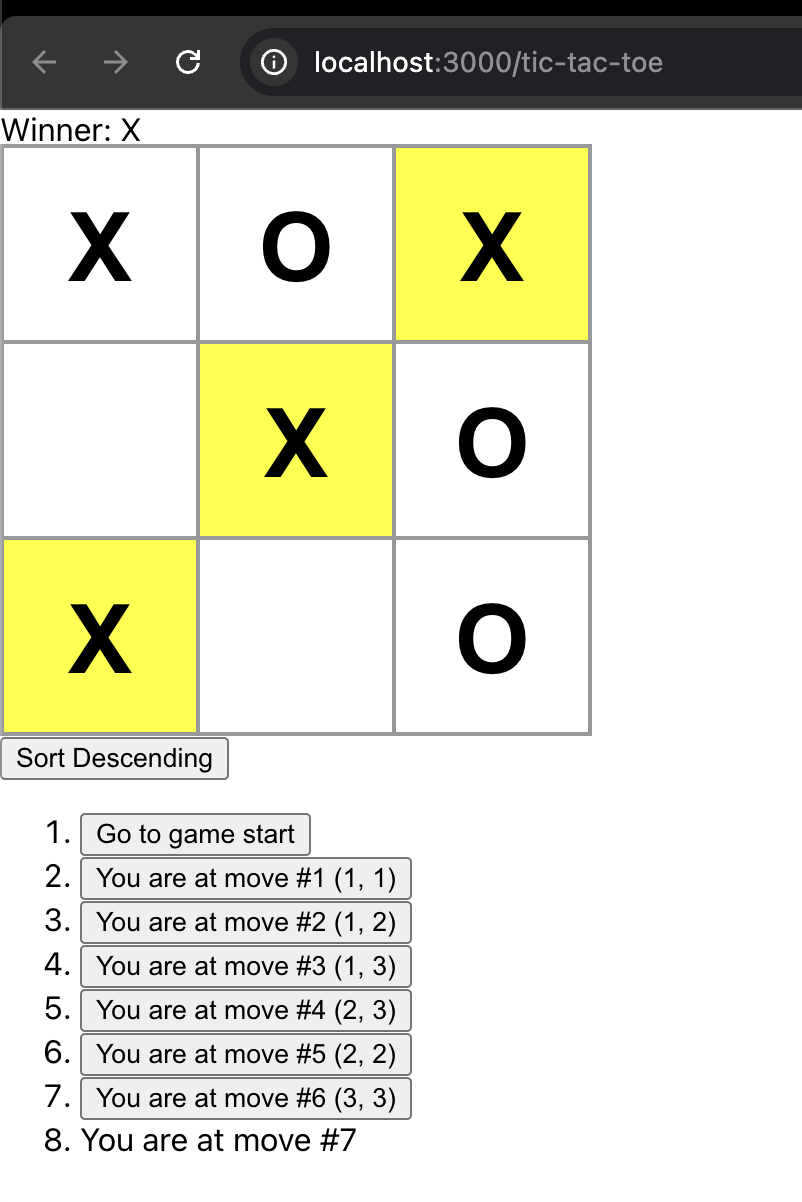 localhost:3000/tic-tac-toe
Winner: X
X O X
X O
X O
Sort Descending
1. Go to game start
2. You are at move #1 (1, 1)
3. You are at move #2 (1, 2)
4. You are at move #3 (1, 3)
5. You are at move #4 (2, 3)
6. You are at move #5 (2, 2)
7. You are at move #6 (3, 3)
8. You are at move #7